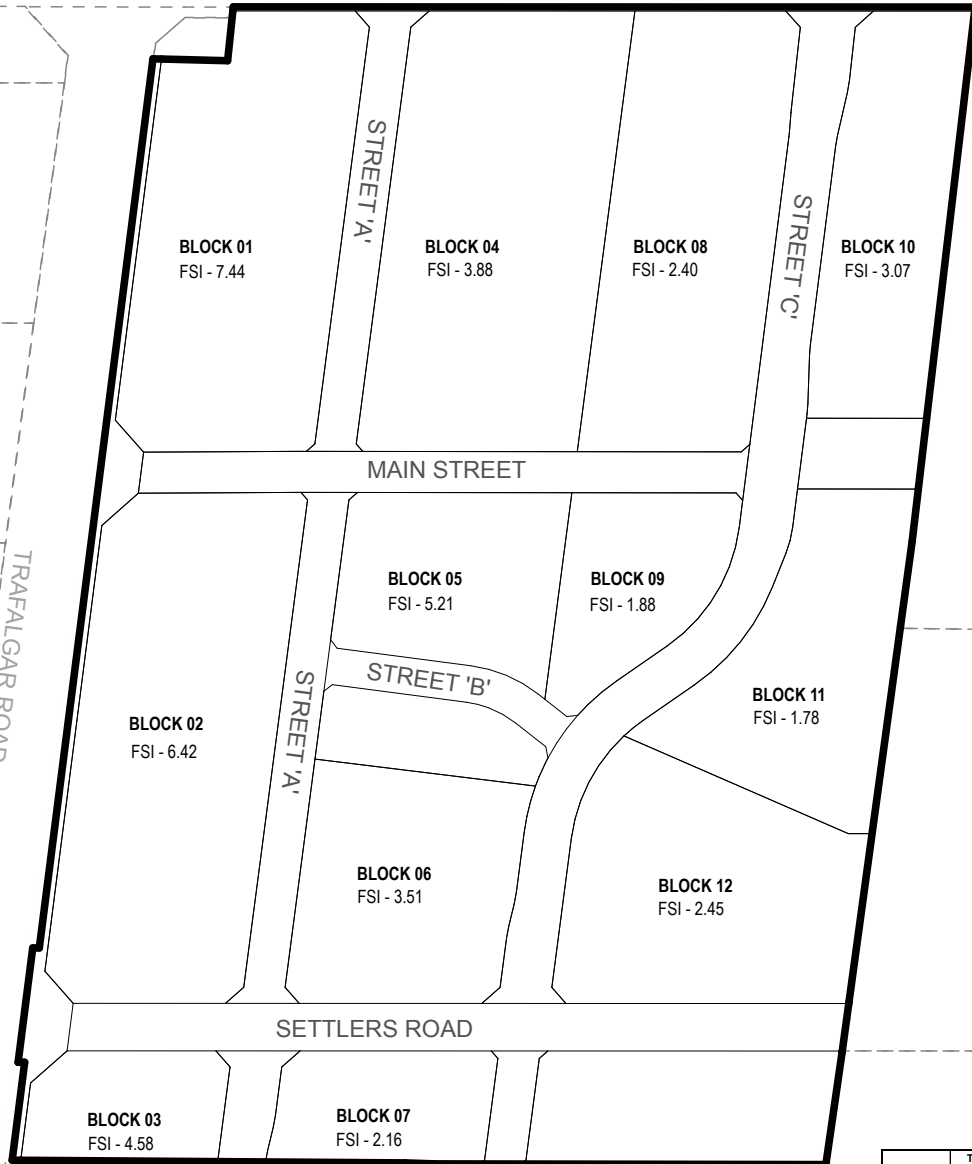 STREET 'A'
STREET 'C'
BLOCK 01
FSI - 7.44
BLOCK 04
FSI - 3.88
BLOCK 08
FSI - 2.40
BLOCK 10
FSI - 3.07
MAIN STREET
TRAFALGAR ROAD
BLOCK 05
FSI - 5.21
BLOCK 09
FSI - 1.88
STREET 'B'
STREET 'A'
BLOCK 02
FSI - 6.42
BLOCK 11
FSI - 1.78
BLOCK 06
FSI - 3.51
BLOCK 12
FSI - 2.45
SETTLERS ROAD
BLOCK 03
FSI - 4.58
BLOCK 07
FSI - 2.16